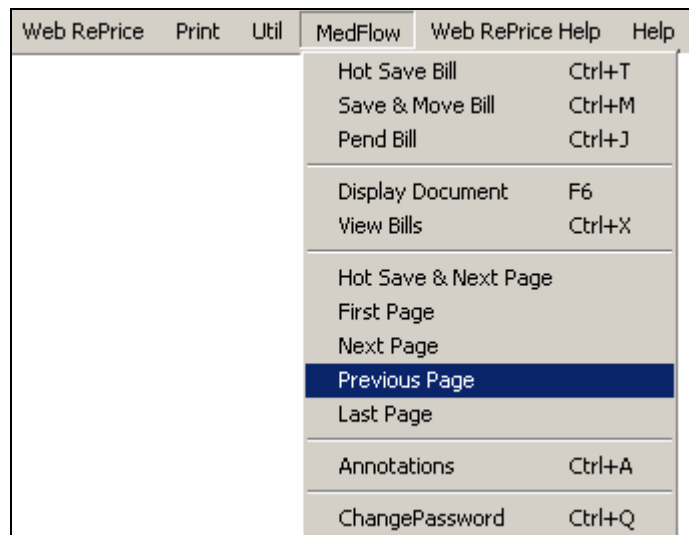 Web RePrice Print Util MedFlow Web RePrice Help Help
Hot Save Bill Ctrl+T
Save & Move Bill Ctrl+M
Pend Bill Ctrl+J
Display Document F6
View Bills Ctrl+X
Hot Save & Next Page
First Page
Next Page
Previous Page
Last Page
Annotations Ctrl+A
ChangePassword Ctrl+Q